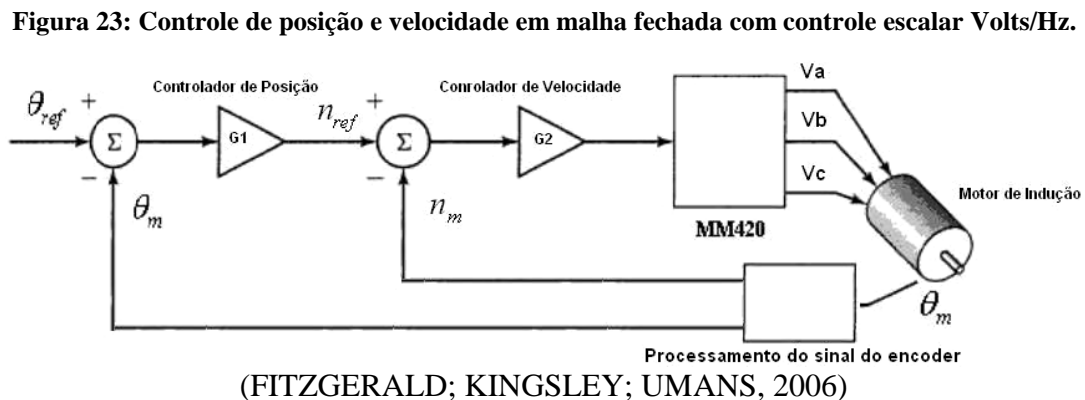 Figura 23: Controle de posição e velocidade em malha fechada com controle escalar Volts/Hz.
Controlador de Posição
Conrolador de Velocidade
θref
+
Σ
−
θm
G1
nref
+
Σ
−
nm
G2
MM420
Va
Vb
Vc
Motor de Indução
θm
Processamento do sinal do encoder
(FITZGERALD; KINGSLEY; UMANS, 2006)